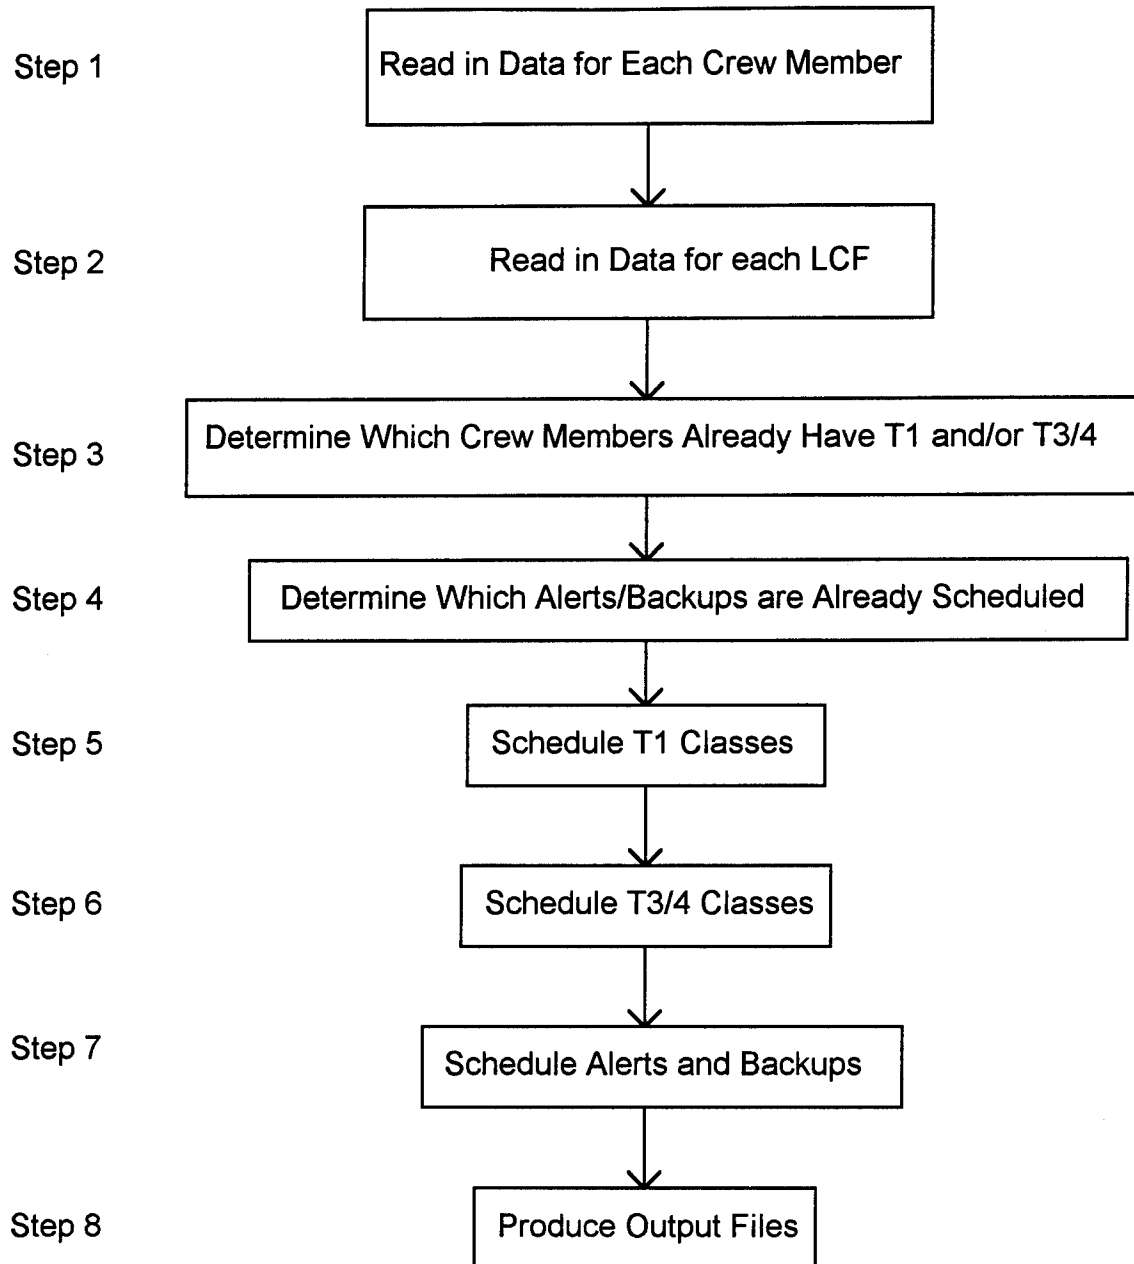 Step 1
Read in Data for Each Crew Member
Step 2
Read in Data for each LCF
Step 3
Determine Which Crew Members Already Have T1 and/or T3/4
Step 4
Determine Which Alerts/Backups are Already Scheduled
Step 5
Schedule T1 Classes
Step 6
Schedule T3/4 Classes
Step 7
Schedule Alerts and Backups
Step 8
Produce Output Files